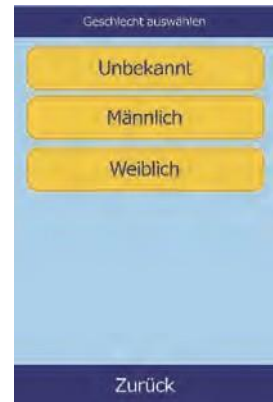 Geschlecht auswählen
Unbekannt
Männlich
Weiblich
Zurück